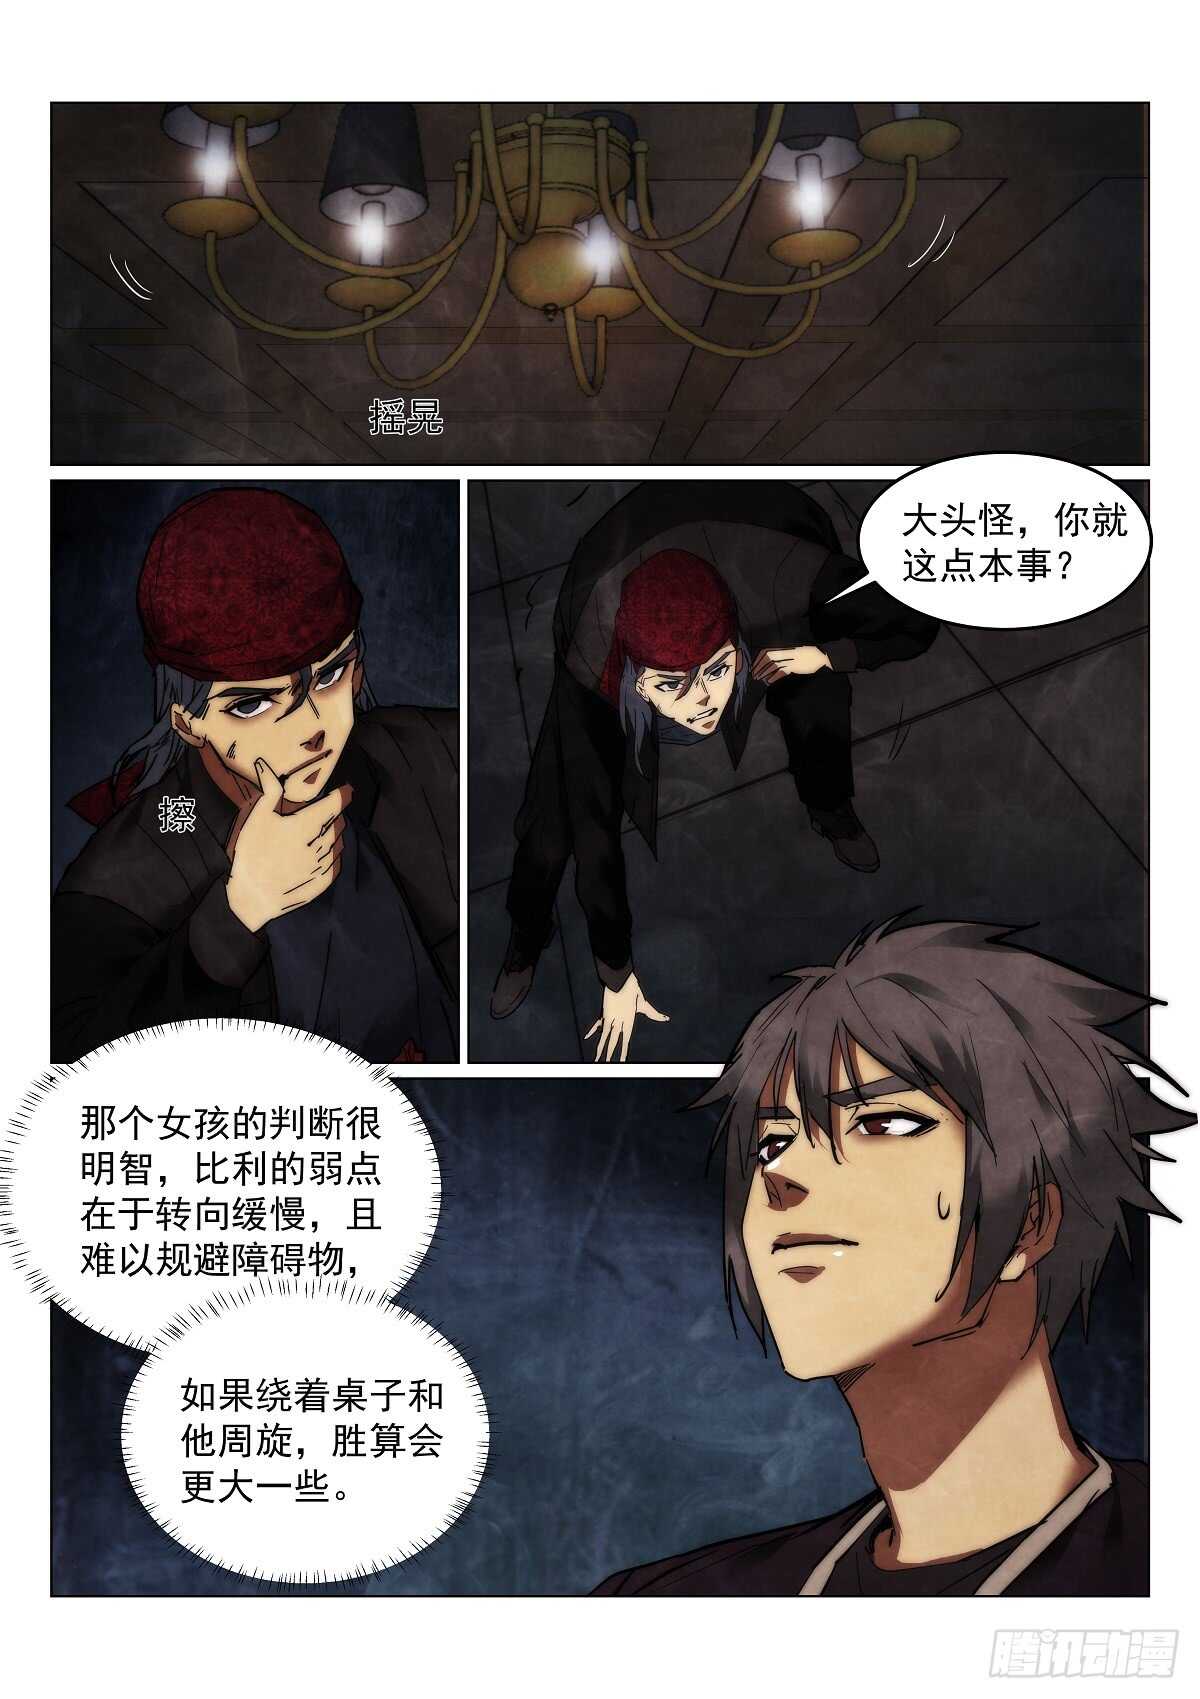 摇晃
大头怪，你就
这点本事？
擦
那个女孩的判断很
明智，比利的弱点
在于转向缓慢，且
难以规避障碍物，
如果绕着桌子和
他周旋，胜算会
更大一些。
腾讯动漫